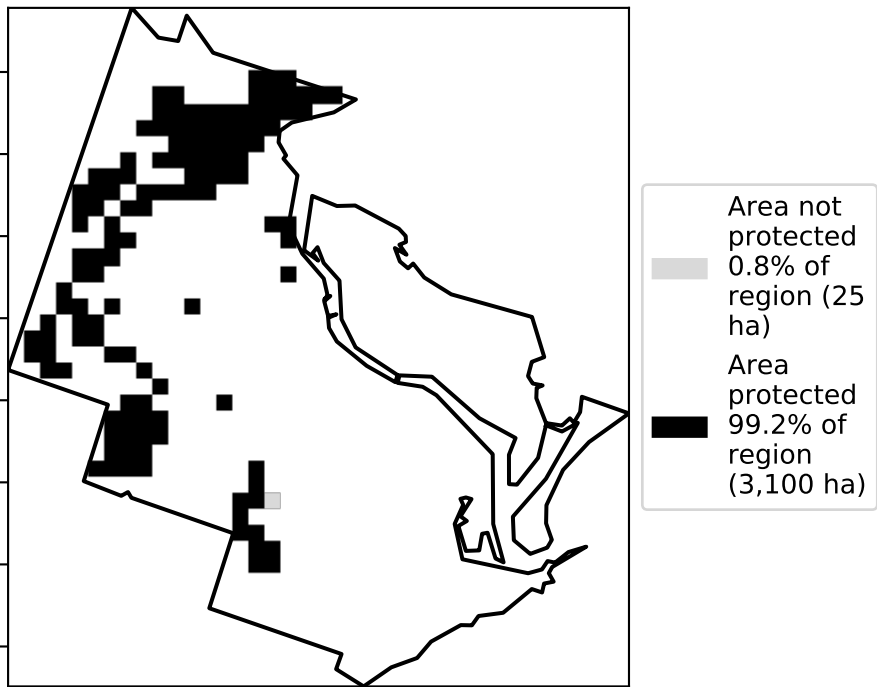 Area not
protected
0.8% of
region (25
ha)
Area
protected
99.2% of
region
(3,100 ha)